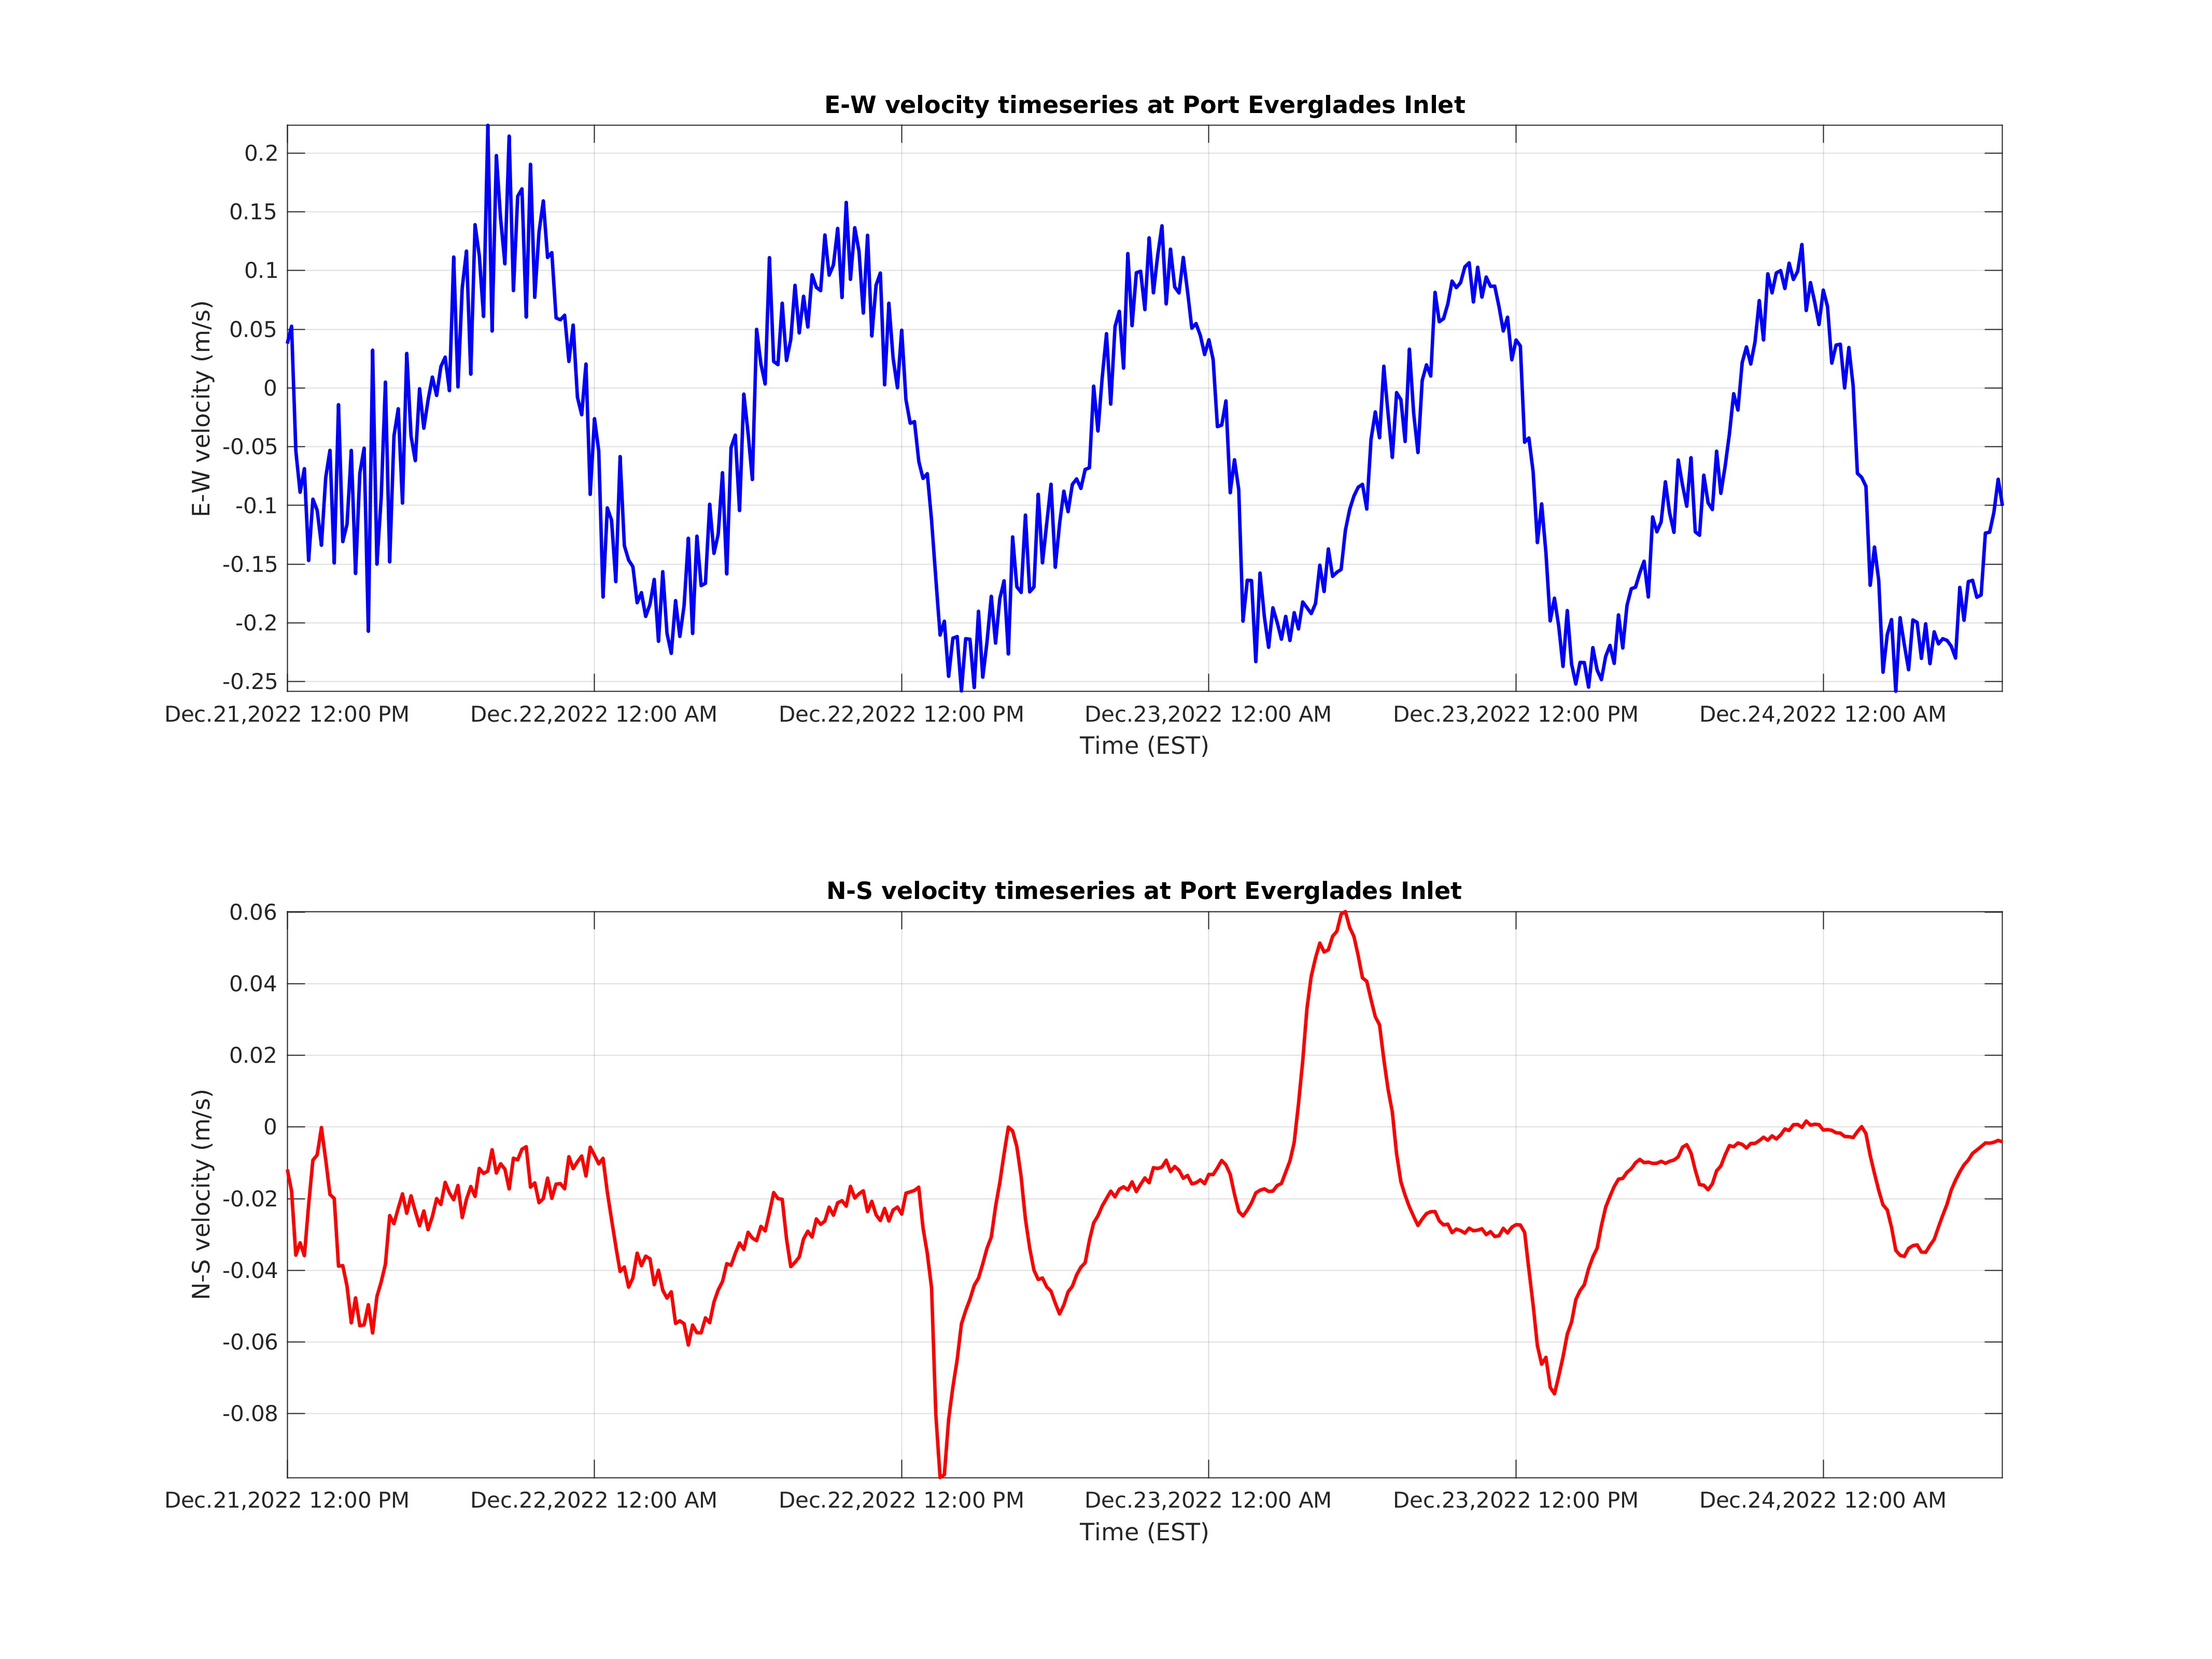 E-W velocity timeseries at Port Everglades Inlet
0.2
0.15
0.1
0.05
0
-0.05
-0.1
-0.15
-0.2
-0.25
E-W velocity (m/s)
Dec.21,2022 12:00 PM Dec.22,2022 12:00 AM Dec.22,2022 12:00 PM Dec.23,2022 12:00 AM Dec.23,2022 12:00 PM Dec.24,2022 12:00 AM
Time (EST)
N-S velocity timeseries at Port Everglades Inlet
0.06
0.04
0.02
0
-0.02
-0.04
-0.06
-0.08
N-S velocity (m/s)
Dec.21,2022 12:00 PM Dec.22,2022 12:00 AM Dec.22,2022 12:00 PM Dec.23,2022 12:00 AM Dec.23,2022 12:00 PM Dec.24,2022 12:00 AM
Time (EST)